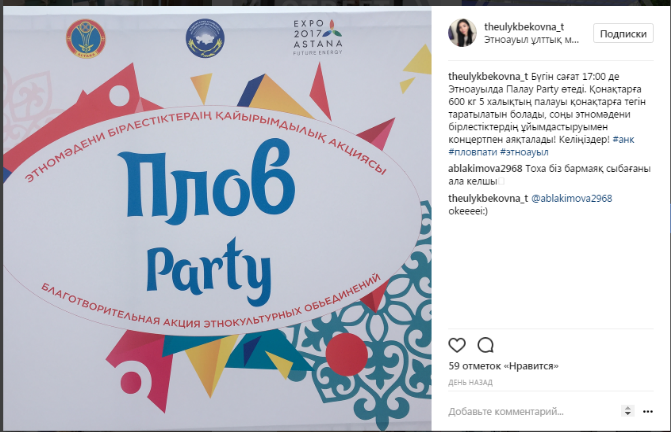 EXPO
2017
ASTANA
FUTURE ENERGY
ЭТНОМӘДЕНИ БІРЛЕСТІКТЕРДІҢ ҚАЙЫРЫМДЫЛЫҚ АКЦИЯСЫ
Плов
Party
БЛАГОТВОРИТЕЛЬНАЯ АКЦИЯ ЭТНОКУЛЬТУРНЫХ ОБЬЕДИНЕНИЙ
theulykbekovna_t
Этноауыл ұлттық м...
Подписки
theulykbekovna_t Бүгін сағат 17:00 де
Этноауылда Палау Party өтеді. Қонақтарға
600 кг 5 халықтың палауы қонақтарға тегін
таратылатын болады, соңы этномәдени
бірлестіктердің ұйымдастыруымен
концертпен аяқталады! Келіңіздер! #анк
#пловпати #этноауыл
ablakimova2968 Тоха біз бармаяқ сыбағаны
ала келшы
theulykbekovna_t @ablakimova2968
okeeeei:)
59 отметок «Нравится»
ДЕНЬ НАЗАД
Добавьте комментарий...